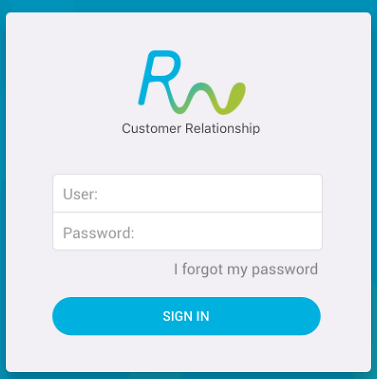 Customer Relationship
User:
Password:
I forgot my password
SIGN IN